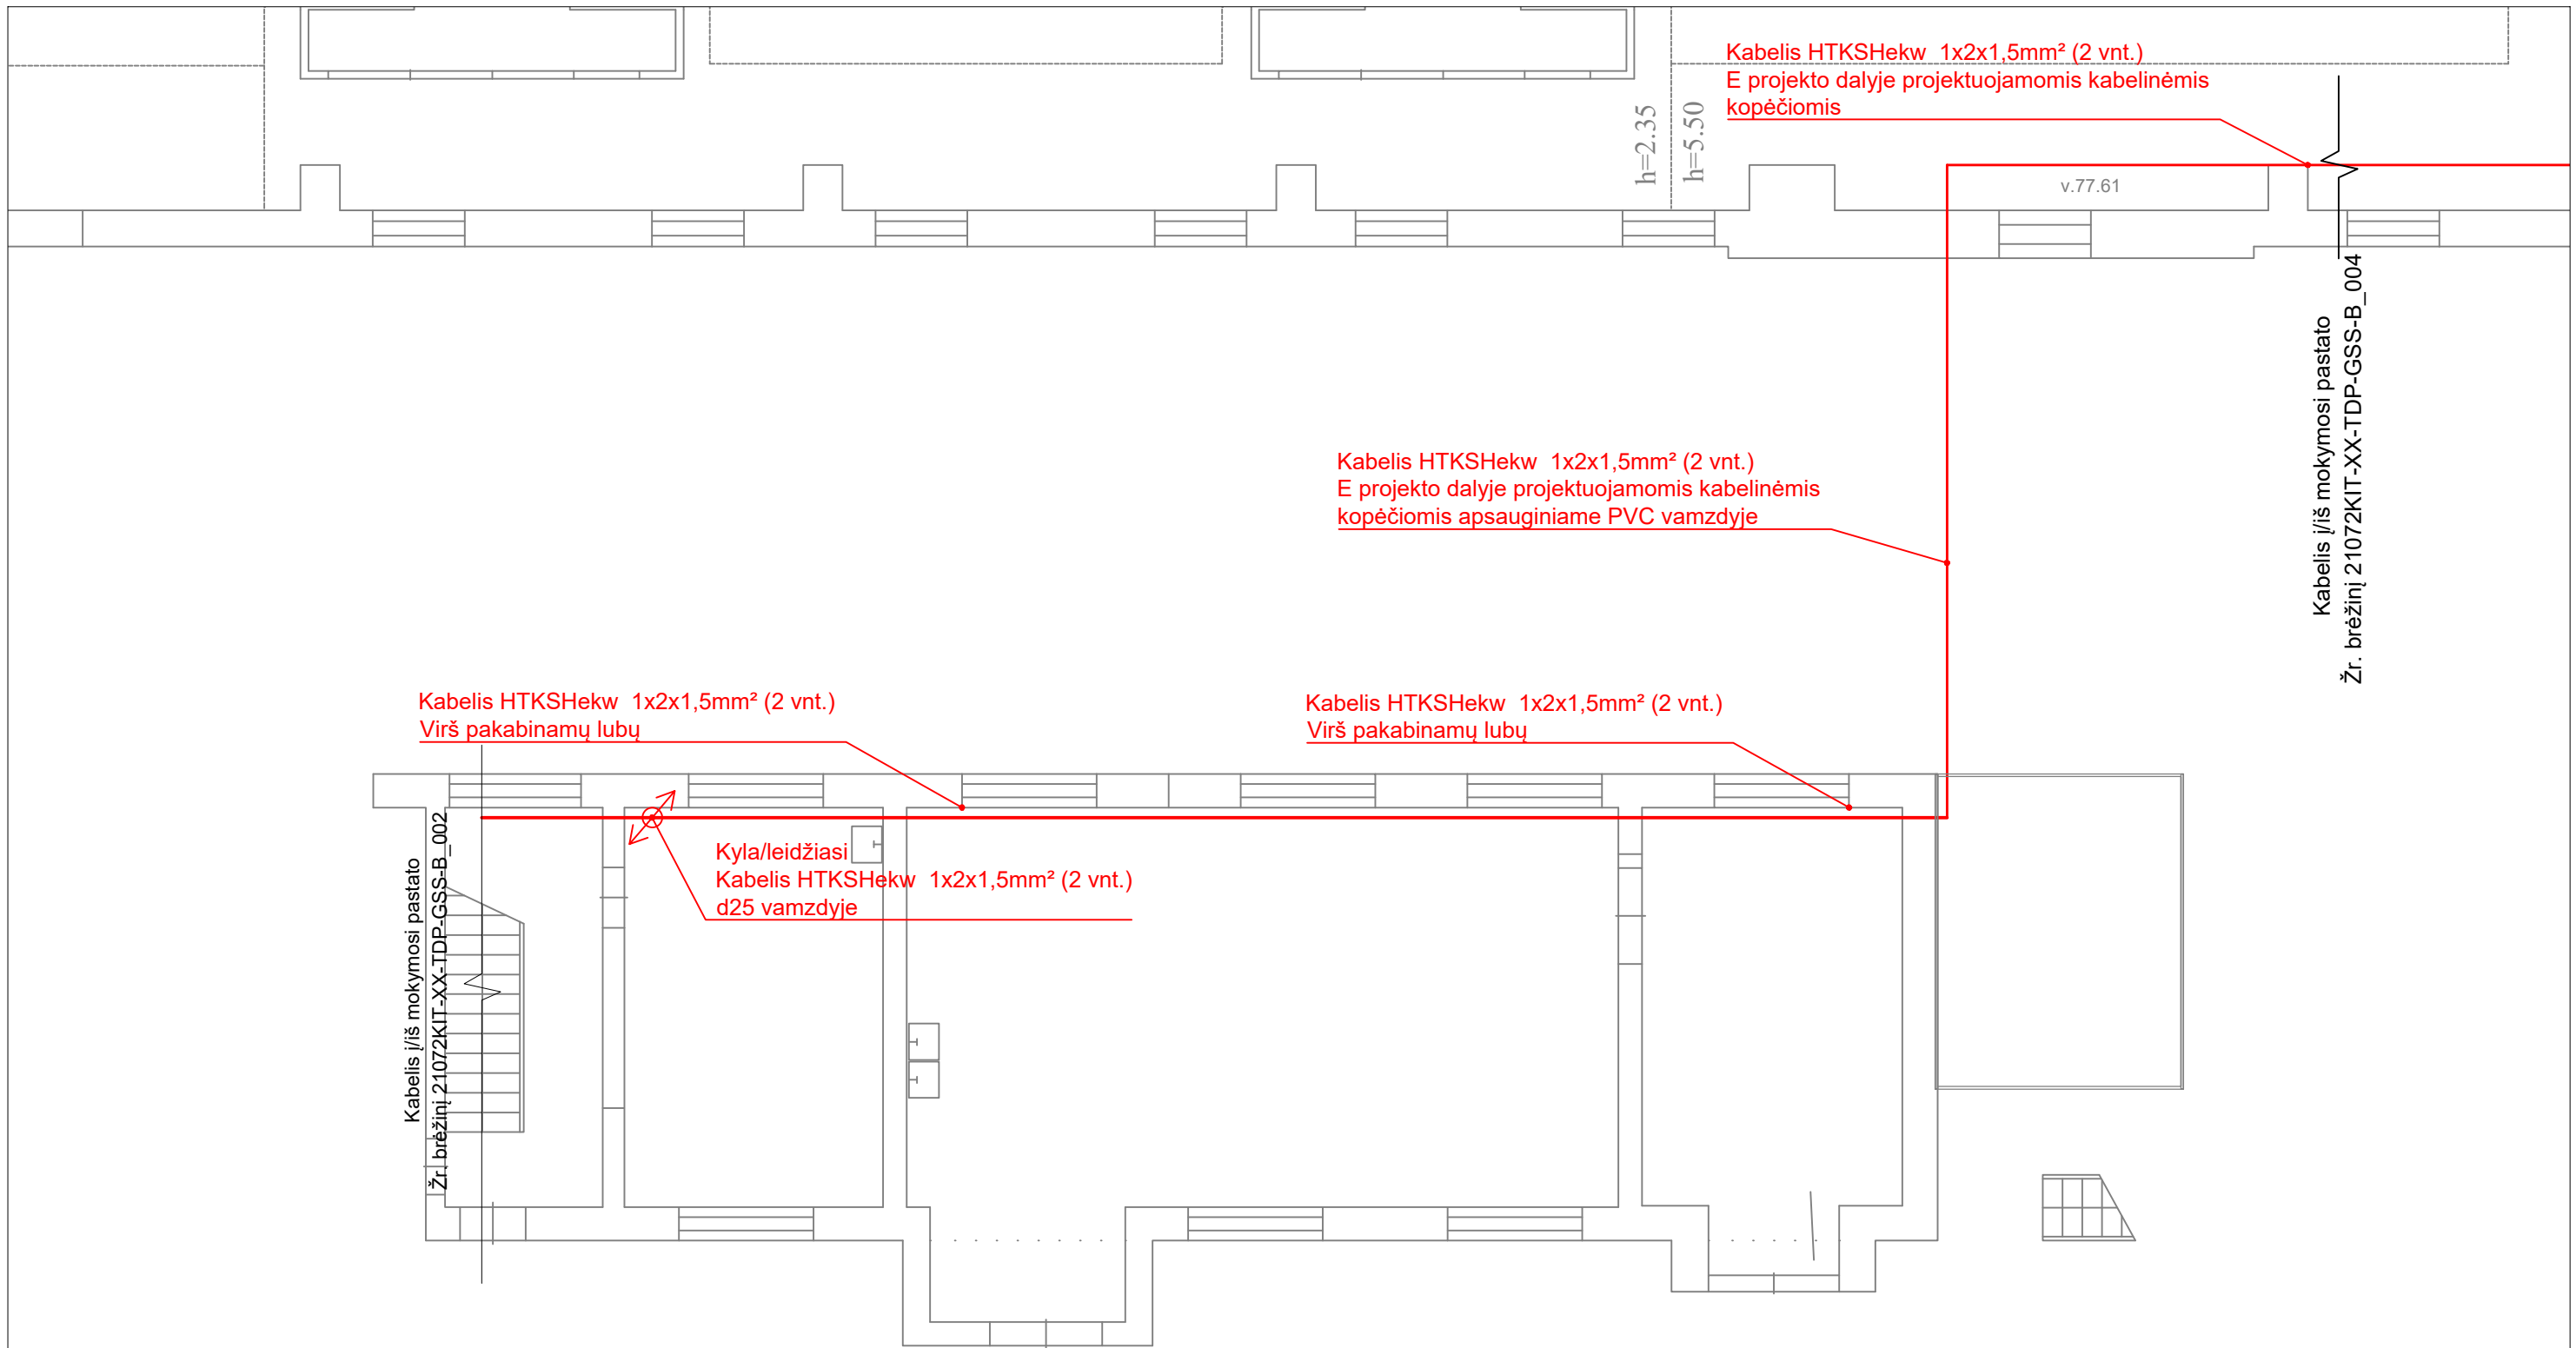 Kabelis HTKSHekw 1x2x1,5mm² (2 vnt.)
E projekto dalyje projektuojamomis kabelinėmis
kopėčiomis
h=2.35
h=5.50
v.77.61
Kabelis į/iš mokymosi pastato
Žr. brėžinį 21072KIT-XX-TDP-GSS-B_004
Kabelis HTKSHekw 1x2x1,5mm² (2 vnt.)
E projekto dalyje projektuojamomis kabelinėmis
kopėčiomis apsauginiame PVC vamzdyje
Kabelis HTKSHekw 1x2x1,5mm² (2 vnt.)
Virš pakabinamų lubų
Kabelis HTKSHekw 1x2x1,5mm² (2 vnt.)
Virš pakabinamų lubų
Kyla/leidžiasi
Kabelis HTKSHekw 1x2x1,5mm² (2 vnt.)
d25 vamzdyje
Kabelis į/iš mokymosi pastato
Žr. brėžinį 21072KIT-XX-TDP-GSS-B_002